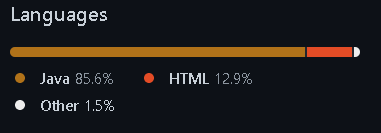 Languages
Java 85.6% HTML 12.9%
Other 1.5%